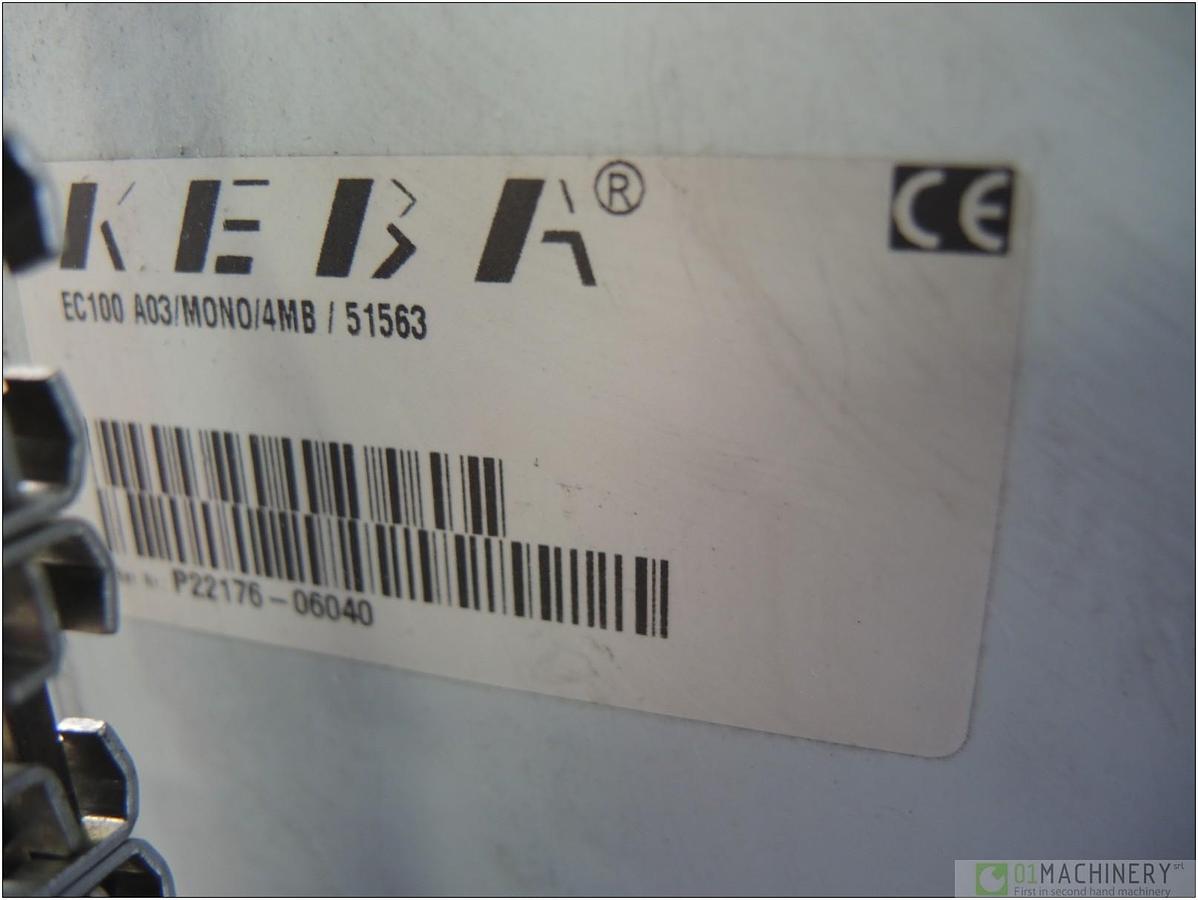 KEBA®
CE
EC100 A03/MONO/4MB / 51563
P22176-06040
01MACHINERY srl
First in second hand machinery